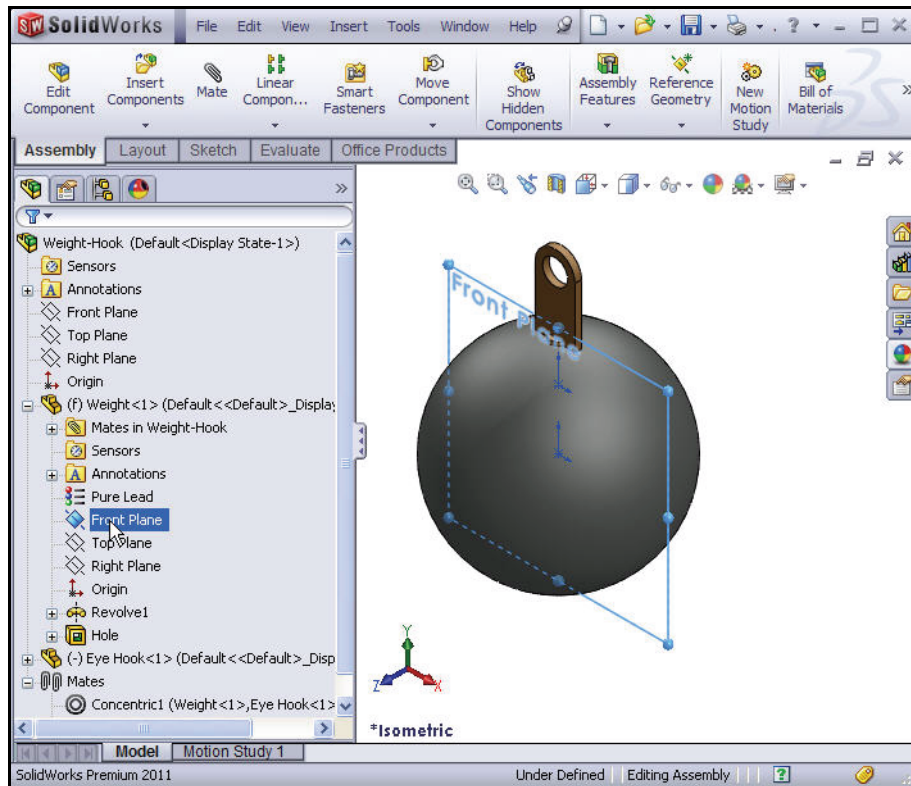 SolidWorks File Edit View Insert Tools Window Help
Edit Component
Insert Components
Mate
Linear Compon...
Smart Fasteners
Move Component
Show Hidden Components
Assembly Features
Reference Geometry
New Motion Study
Bill of Materials
Assembly Layout Sketch Evaluate Office Products
Weight-Hook (Default<Display State-1>)
Sensors
Annotations
Front Plane
Top Plane
Right Plane
Origin
(f) Weight<1> (Default<<Default>_Display
Mates in Weight-Hook
Sensors
Annotations
Pure Lead
Front Plane
Top Plane
Right Plane
Origin
Revolve1
Hole
(-) Eye Hook<1> (Default<<Default>_Disp
Mates
Concentric1 (Weight<1>,Eye Hook<1>
Front Plane
Y
Z
X
*Isometric
Model Motion Study 1
SolidWorks Premium 2011 Under Defined Editing Assembly